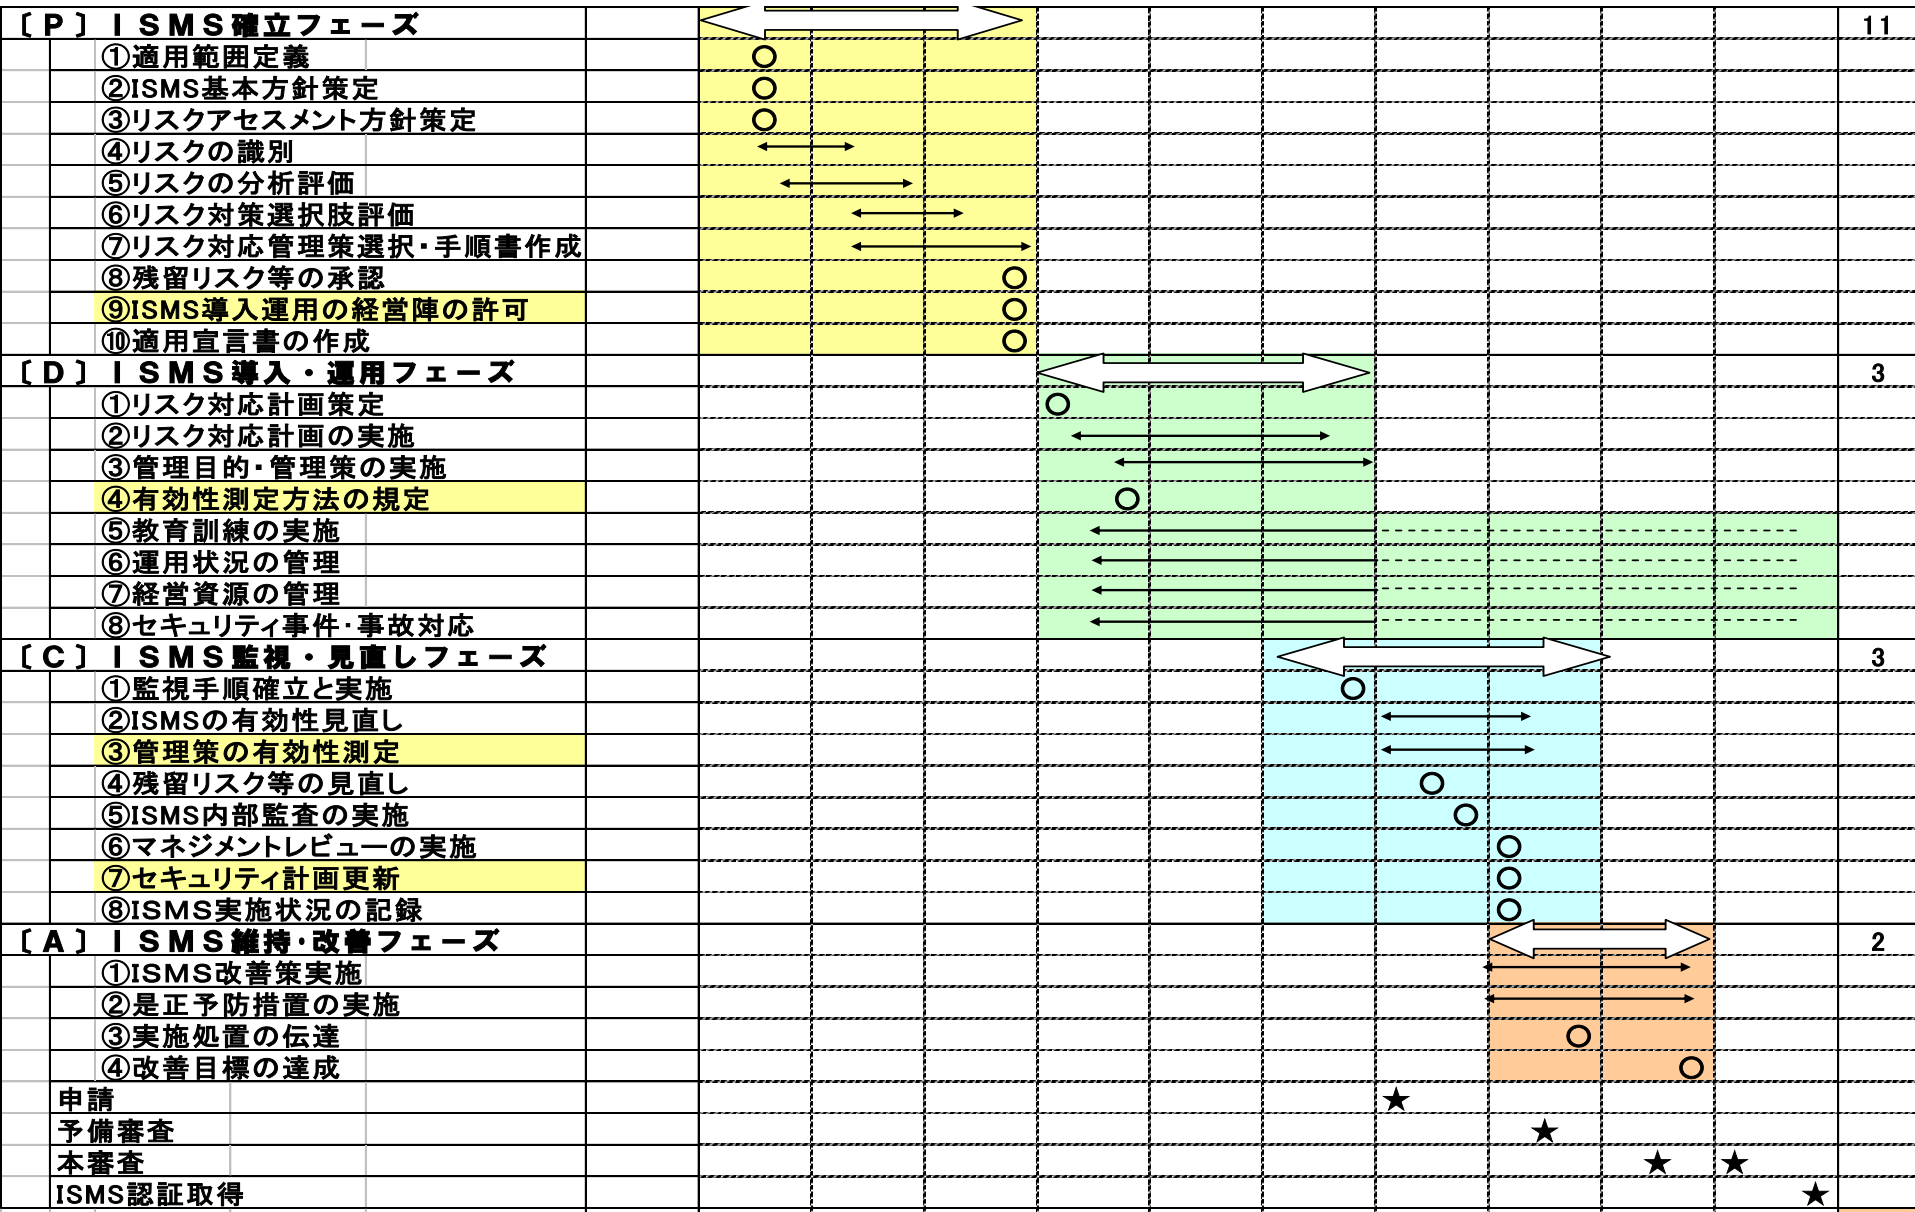 〔Ｐ〕ＩＳＭＳ確立フェーズ 11
①適用範囲定義 ○
②ISMS基本方針策定 ○
③リスクアセスメント方針策定 ○
④リスクの識別
⑤リスクの分析評価
⑥リスク対策選択肢評価
⑦リスク対応管理策選択・手順書作成
⑧残留リスク等の承認 ○
⑨ISMS導入運用の経営陣の許可 ○
⑩適用宣言書の作成 ○
〔Ｄ〕ＩＳＭＳ導入・運用フェーズ 3
①リスク対応計画策定 ○
②リスク対応計画の実施
③管理目的・管理策の実施
④有効性測定方法の規定 ○
⑤教育訓練の実施
⑥運用状況の管理
⑦経営資源の管理
⑧セキュリティ事件・事故対応
〔Ｃ〕ＩＳＭＳ監視・見直しフェーズ 3
①監視手順確立と実施 ○
②ISMSの有効性見直し
③管理策の有効性測定
④残留リスク等の見直し ○
⑤ISMS内部監査の実施 ○
⑥マネジメントレビューの実施 ○
⑦セキュリティ計画更新 ○
⑧ISMS実施状況の記録 ○
〔Ａ〕ＩＳＭＳ維持・改善フェーズ 2
①ISMS改善策実施
②是正予防措置の実施
③実施処置の伝達 ○
④改善目標の達成 ○
申請 ★
予備審査 ★
本審査 ★ ★
ISMS認証取得 ★